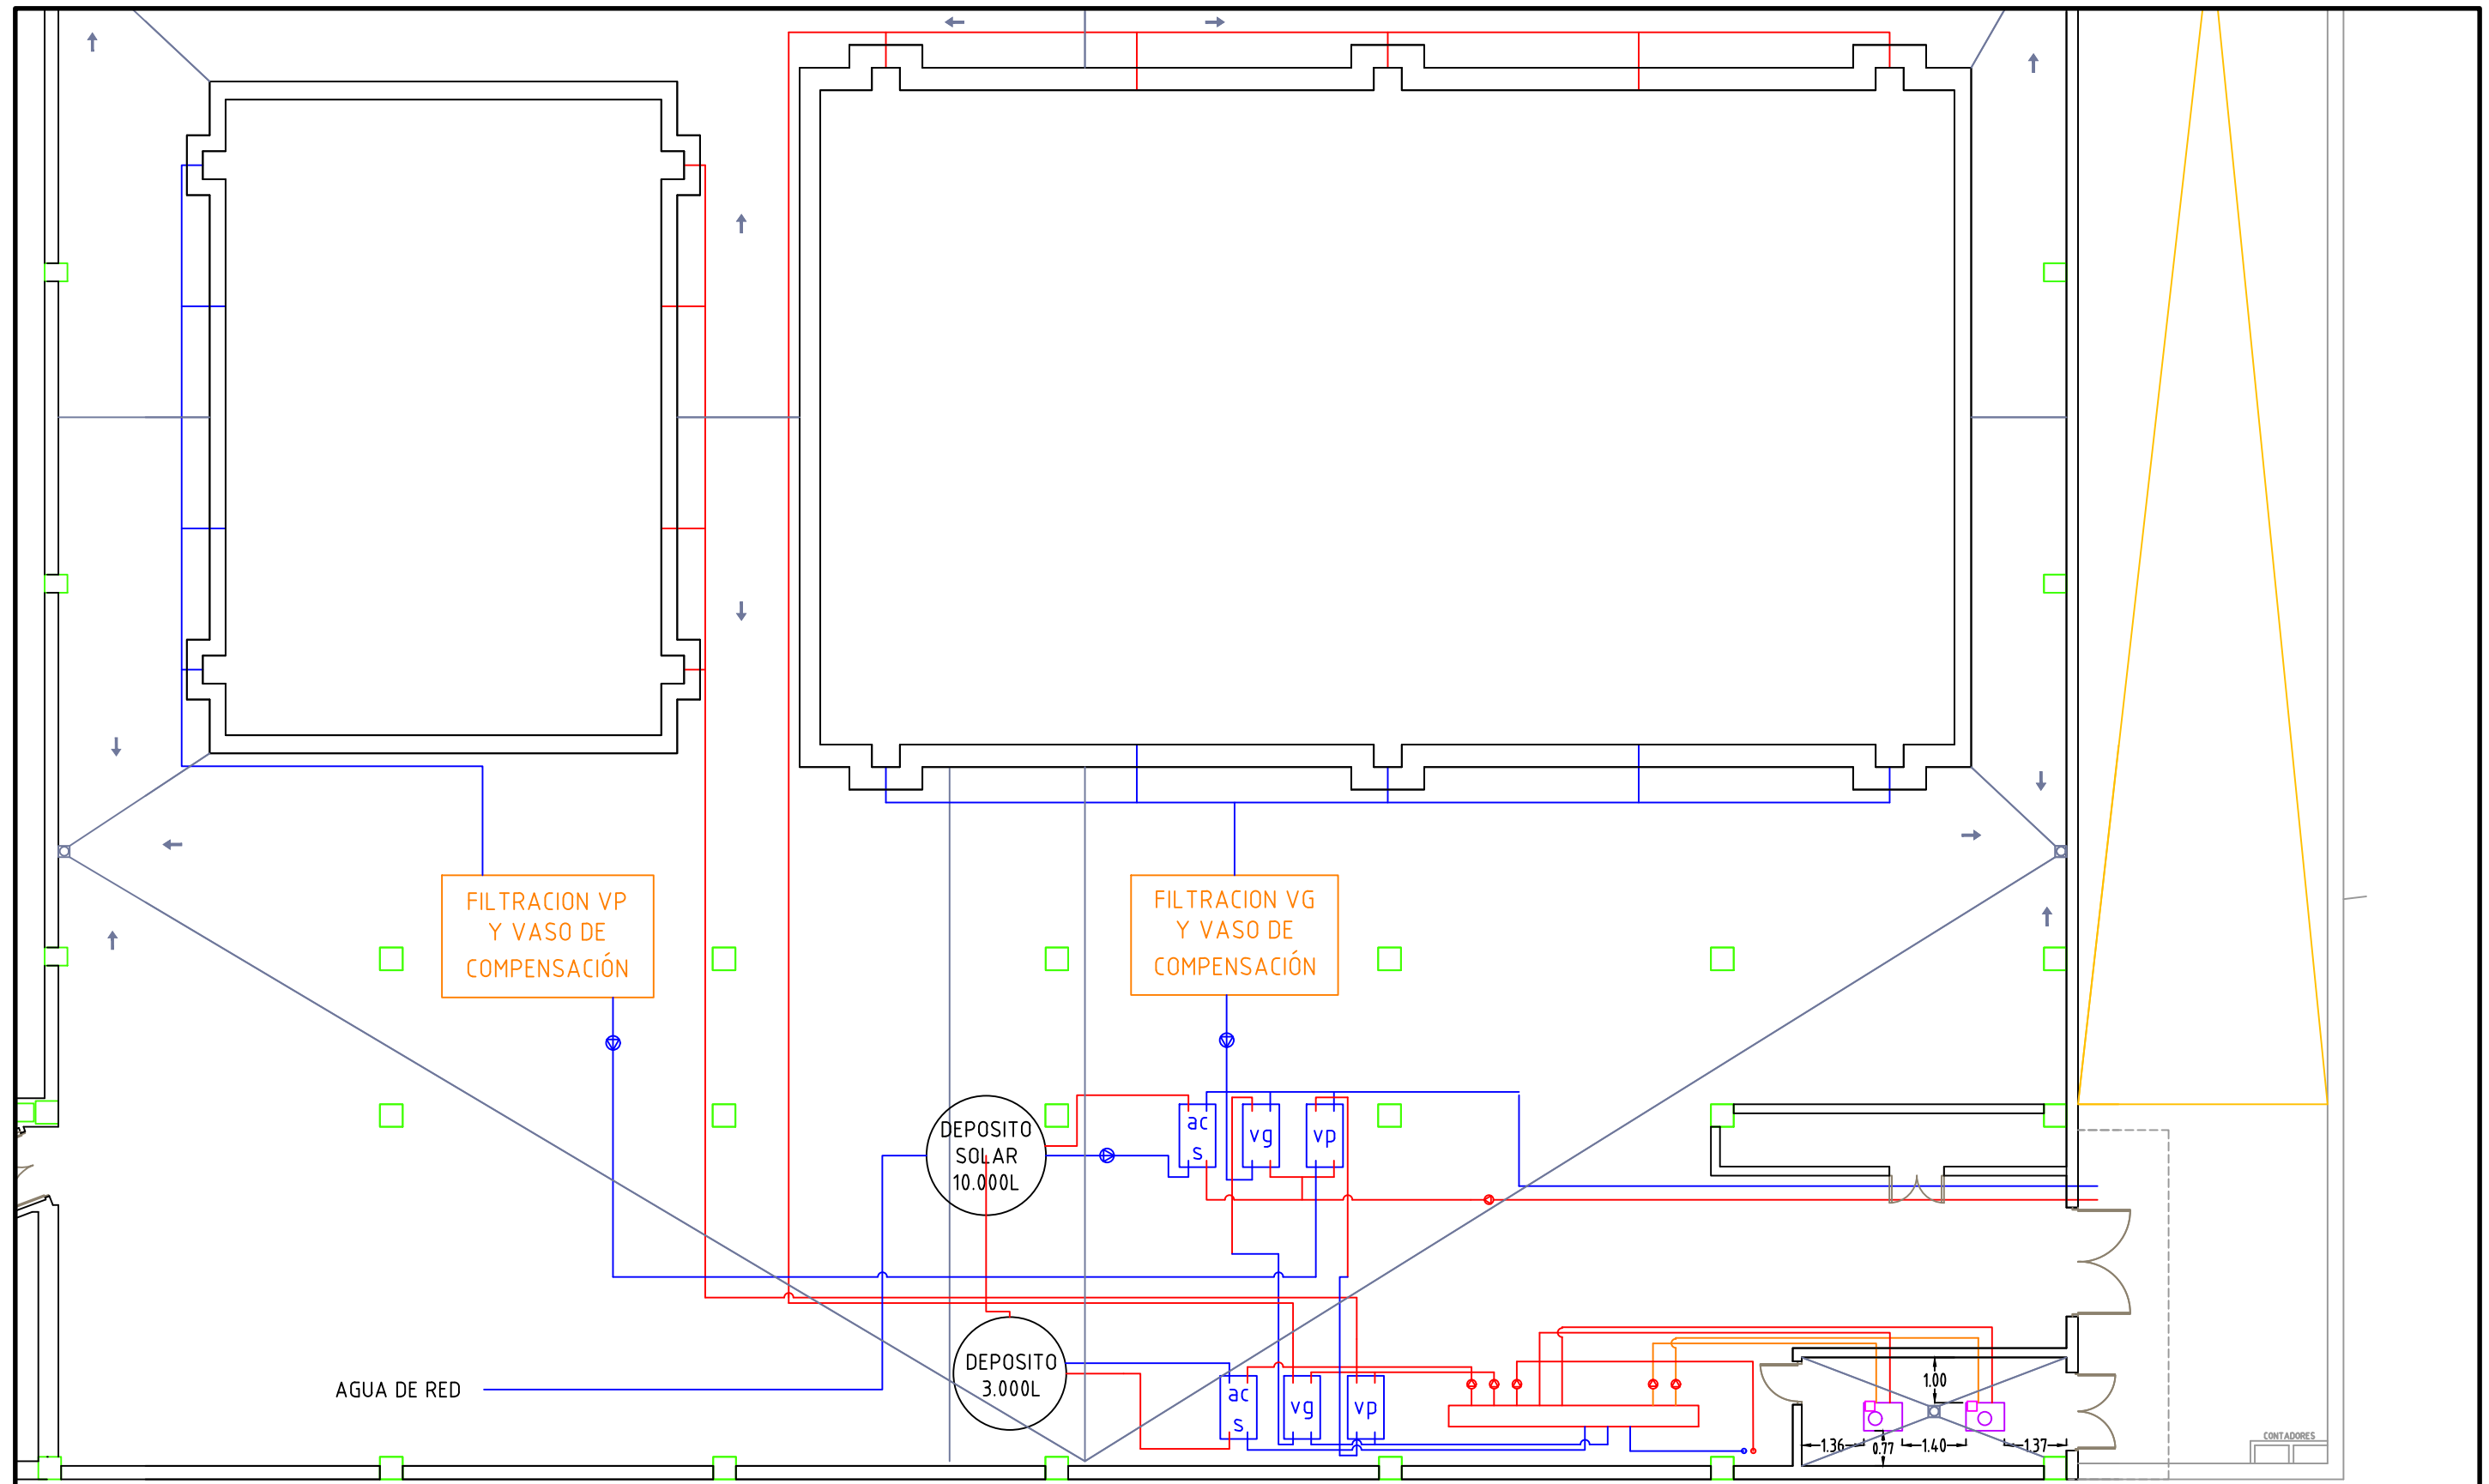 FILTRACION VP
Y VASO DE
COMPENSACIÓN
FILTRACION VG
Y VASO DE
COMPENSACIÓN
DEPOSITO
SOLAR
10.000L
ac
s
vg
vp
DEPOSITO
3.000L
AGUA DE RED
ac
s
vg
vp
1.00
1.36
0.77
1.40
1.37
CONTADORES